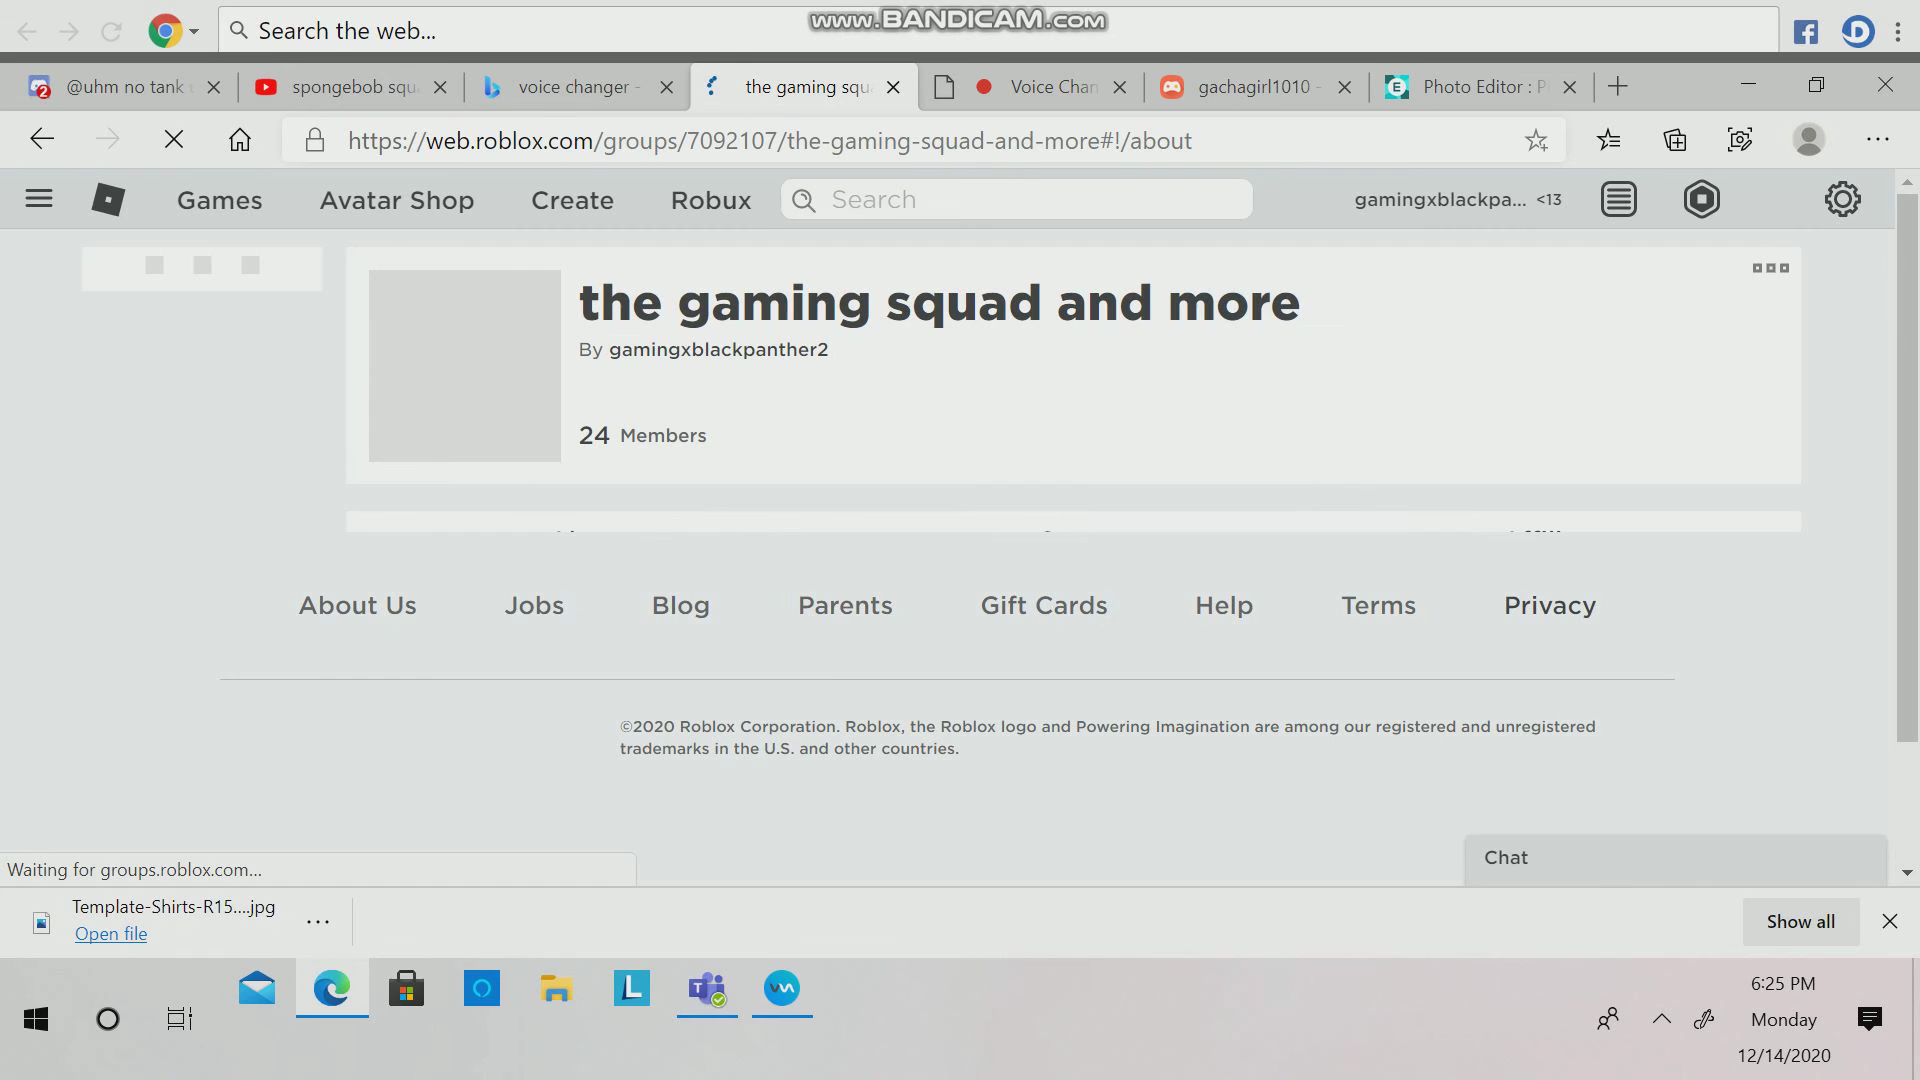 Search the web...
www.BANDICAM.com
@uhm no tank
spongebob squ
voice changer -
the gaming squ
Voice Chan
gachagirl1010 -
Photo Editor : P
https://web.roblox.com/groups/7092107/the-gaming-squad-and-more#!/about
Games
Avatar Shop
Create
Robux
Search
gamingxblackpa... <13
the gaming squad and more
By gamingxblackpanther2
24 Members
About Us
Jobs
Blog
Parents
Gift Cards
Help
Terms
Privacy
©2020 Roblox Corporation. Roblox, the Roblox logo and Powering Imagination are among our registered and unregistered
trademarks in the U.S. and other countries.
Chat
Waiting for groups.roblox.com...
Template-Shirts-R15....jpg
Open file
Show all
6:25 PM
Monday
12/14/2020